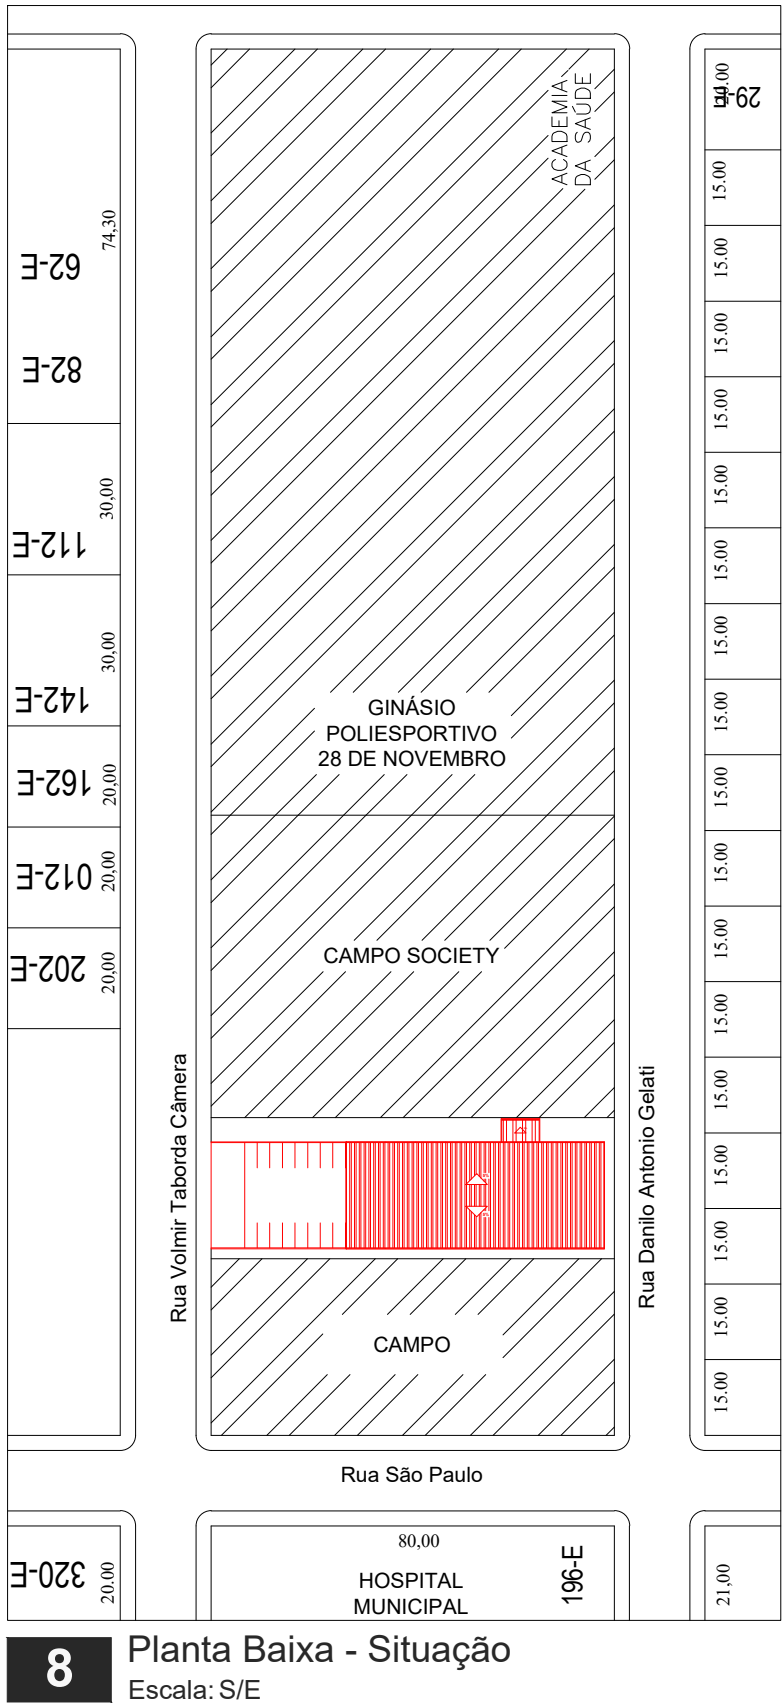 29-E
15.00
ACADEMIA
DA SAÚDE
74,30
62-E
15.00
15.00
82-E
15.00
30,00
15.00
112-E
15.00
30,00
15.00
142-E
15.00
GINÁSIO
POLIESPORTIVO
28 DE NOVEMBRO
162-E
20,00
15.00
012-E
20,00
15.00
CAMPO SOCIETY
202-E
20,00
15.00
15.00
15.00
Rua Volmir Taborda Câmera
Rua Danilo Antonio Gelati
15.00
15.00
15.00
CAMPO
15.00
Rua São Paulo
320-E
20.00
80,00
HOSPITAL
MUNICIPAL
196-E
21,00
8
Planta Baixa - Situação
Escala: S/E